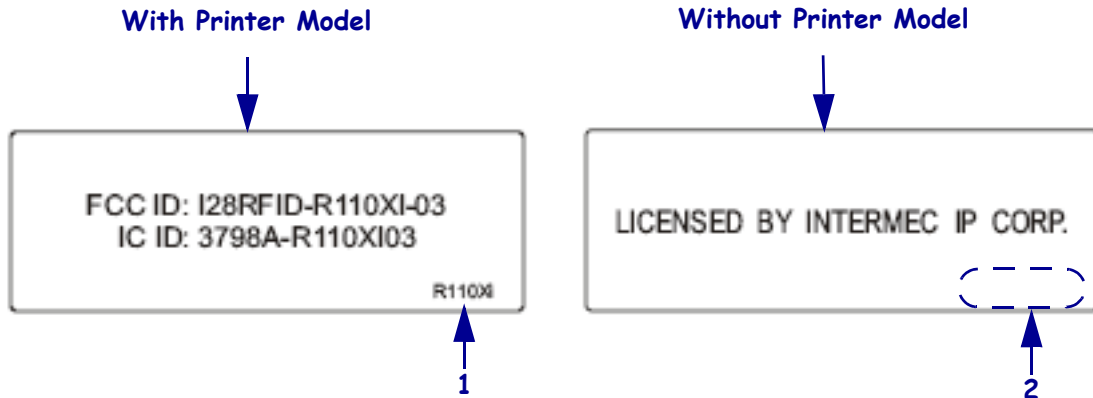 With Printer Model
Without Printer Model
FCC ID: I28RFID-R110XI-03
IC ID: 3798A-R110XI03
R110Xi
LICENSED BY INTERMEC IP CORP.
1
2